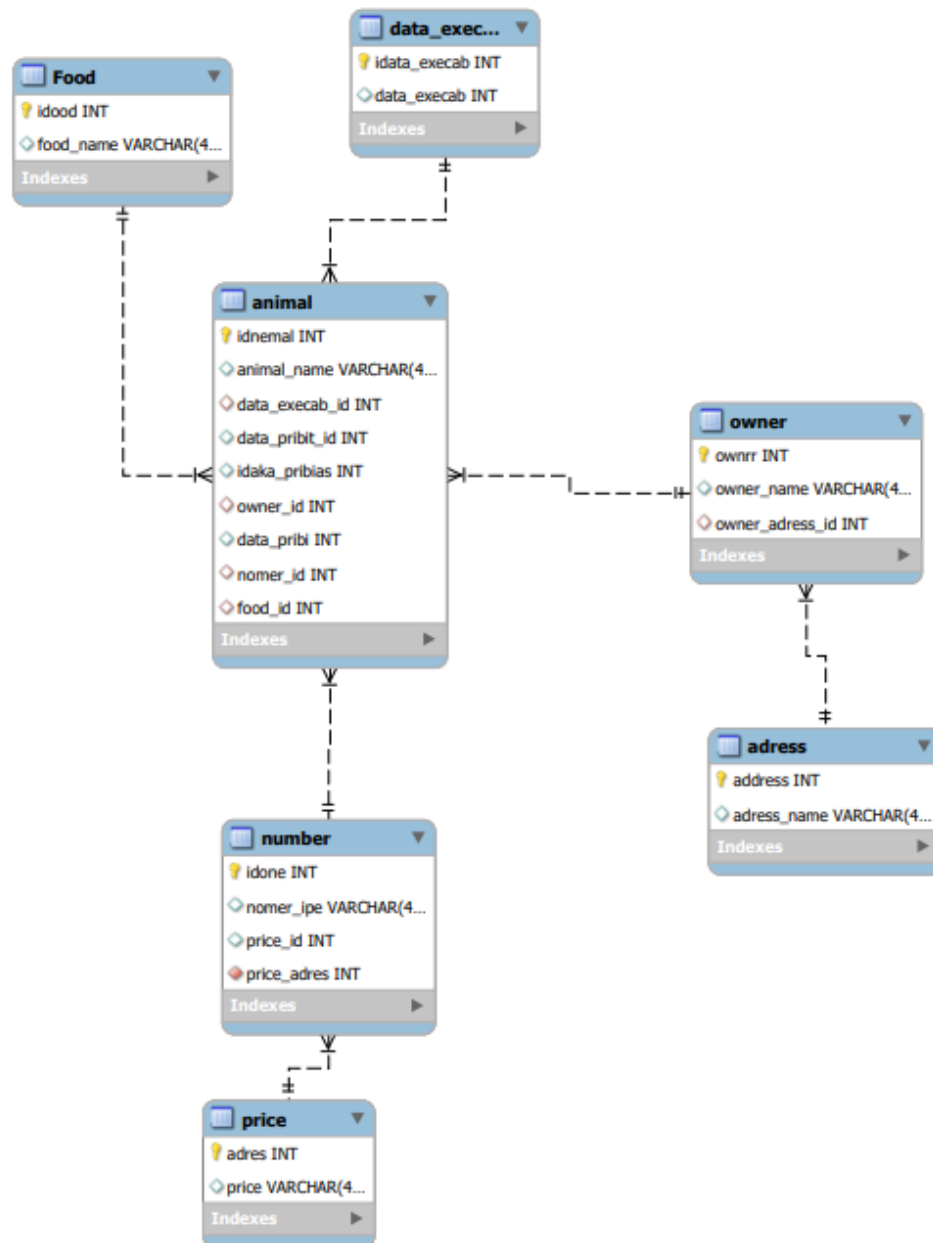 data_exec...
idata_execab INT
data_execab INT
Indexes
Food
idood INT
food_name VARCHAR(4...
Indexes
animal
idnemal INT
animal_name VARCHAR(4...
data_execab_id INT
data_pribit_id INT
idaka_pribias INT
owner_id INT
data_pribi INT
nomer_id INT
food_id INT
Indexes
owner
ownrr INT
owner_name VARCHAR(4...
owner_adress_id INT
Indexes
adress
address INT
adress_name VARCHAR(4...
Indexes
number
idone INT
nomer_ipe VARCHAR(4...
price_id INT
price_adres INT
Indexes
price
adres INT
price VARCHAR(4...
Indexes